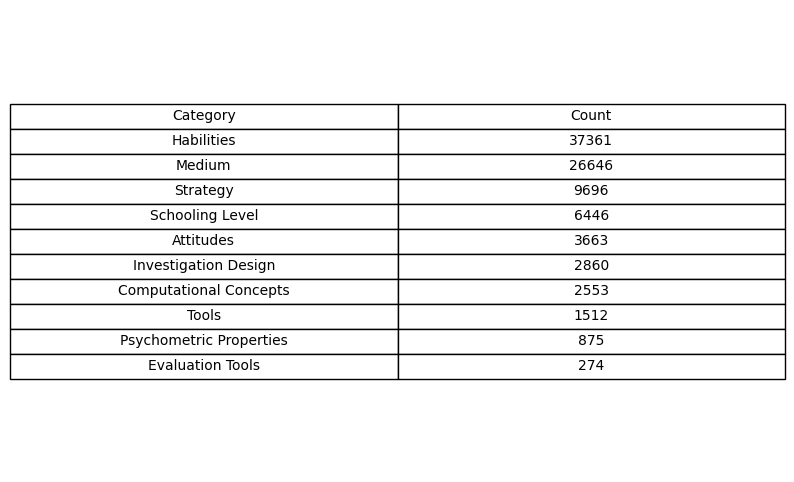 Category Count
Habilities 37361
Medium 26646
Strategy 9696
Schooling Level 6446
Attitudes 3663
Investigation Design 2860
Computational Concepts 2553
Tools 1512
Psychometric Properties 875
Evaluation Tools 274